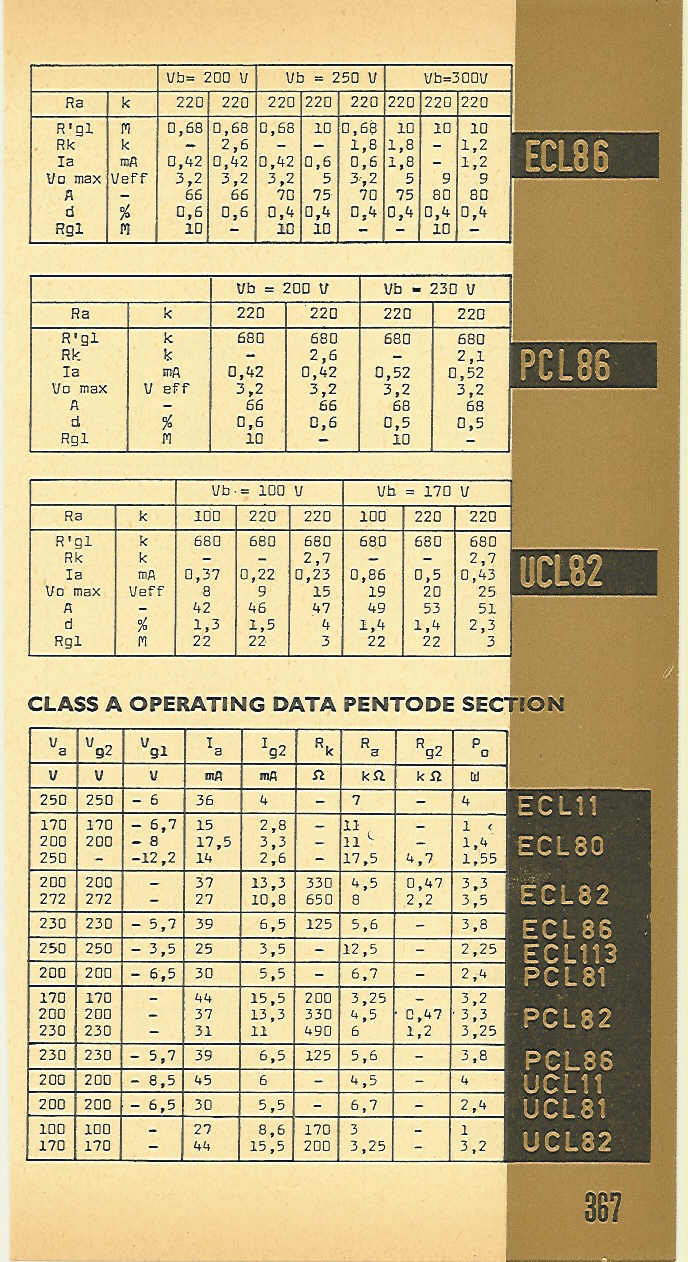 Vb= 200 V Vb = 250 V Vb=300V
Ra k 220 220 220 220 220 220 220 220
R'gl M 0,68 0,68 0,68 10 0,68 10 10 10
Rk k – 2,6 – – 1,8 1,8 – 1,2
Ia mA 0,42 0,42 0,42 0,6 0,6 1,8 – 1,2
Vo max Veff 3,2 3,2 3,2 5 3,2 5 9 9
A – 66 66 70 75 70 75 80 80
d % 0,6 0,6 0,4 0,4 0,4 0,4 0,4 0,4
Rgl M 10 – 10 10 – – 10 –
ECL86
Vb = 200 V Vb = 230 V
Ra k 220 220 220 220
R'gl k 680 680 680 680
Rk k – 2,6 – 2,1
Ia mA 0,42 0,42 0,52 0,52
Vo max V eff 3,2 3,2 3,2 3,2
A – 66 66 68 68
d % 0,6 0,6 0,5 0,5
Rgl M 10 – 10 –
PCL86
Vb = 100 V Vb = 170 V
Ra k 100 220 220 100 220 220
R'gl k 680 680 680 680 680 680
Rk k – – 2,7 – – 2,7
Ia mA 0,37 0,22 0,23 0,86 0,5 0,43
Vo max Veff 8 9 15 19 20 25
A – 42 46 47 49 53 51
d % 1,3 1,5 4 1,4 1,4 2,3
Rgl M 22 22 3 22 22 3
UCL82
CLASS A OPERATING DATA PENTODE SECTION
Va Vg2 Vgl Ia Ig2 Rk Ra Rg2 Po
V V V mA mA Ω kΩ kΩ W
250 250 – 6 36 4 – 7 – 4 ECL11
170 170 – 6,7 15 2,8 – 11 – 1
200 200 – 8 17,5 3,3 – 11 – 1,4 ECL80
250 – –12,2 14 2,6 – 17,5 4,7 1,55
200 200 – 37 13,3 330 4,5 0,47 3,3
272 272 – 27 10,8 650 8 2,2 3,5 ECL82
230 230 – 5,7 39 6,5 125 5,6 – 3,8 ECL86
250 250 – 3,5 25 3,5 – 12,5 – 2,25 ECL113
200 200 – 6,5 30 5,5 – 6,7 – 2,4 PCL81
170 170 – 44 15,5 200 3,25 – 3,2
200 200 – 37 13,3 330 4,5 0,47 3,3 PCL82
230 230 – 31 11 490 6 1,2 3,25
230 230 – 5,7 39 6,5 125 5,6 – 3,8 PCL86
200 200 – 8,5 45 6 – 4,5 – 4 UCL11
200 200 – 6,5 30 5,5 – 6,7 – 2,4 UCL81
100 100 – 27 8,6 170 3 – 1
170 170 – 44 15,5 200 3,25 – 3,2 UCL82
367